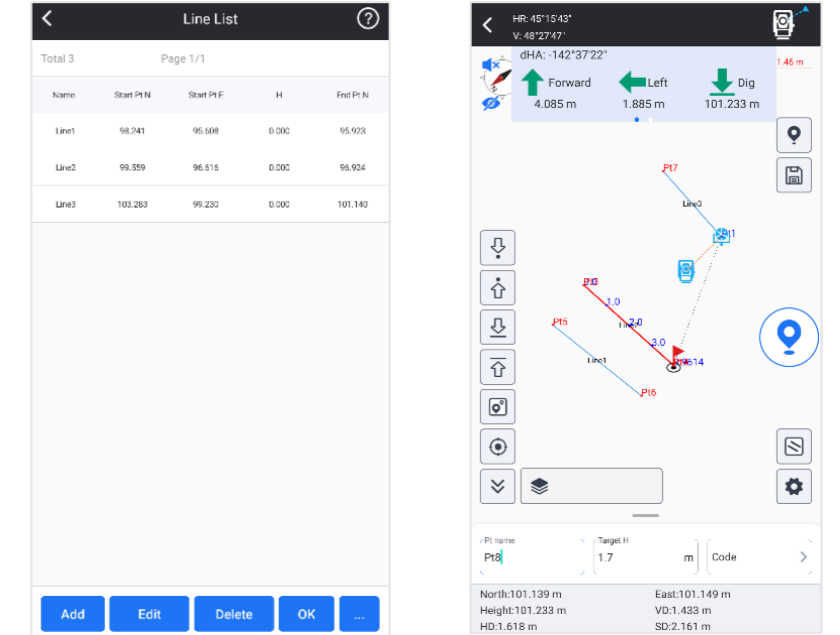 Line List
Total 3 Page 1/1
Name Start Pt N Start Pt E H End Pt N
Line1 98.241 95.608 0.000 95.923
Line2 99.559 96.616 0.000 96.924
Line3 103.283 99.230 0.000 101.140
Add Edit Delete OK ...
HR: 45°15'43"
V: 48°27'47"
dHA: -142°37'22"
1.46 m
Forward Left Dig
4.085 m 1.885 m 101.233 m
Pt7
Line3
1.0
Pt5 2.0
3.0
Line1
Pt6
Pt name Target H
Pt8 1.7 m Code
North:101.139 m East:101.149 m
Height:101.233 m VD:1.433 m
HD:1.618 m SD:2.161 m